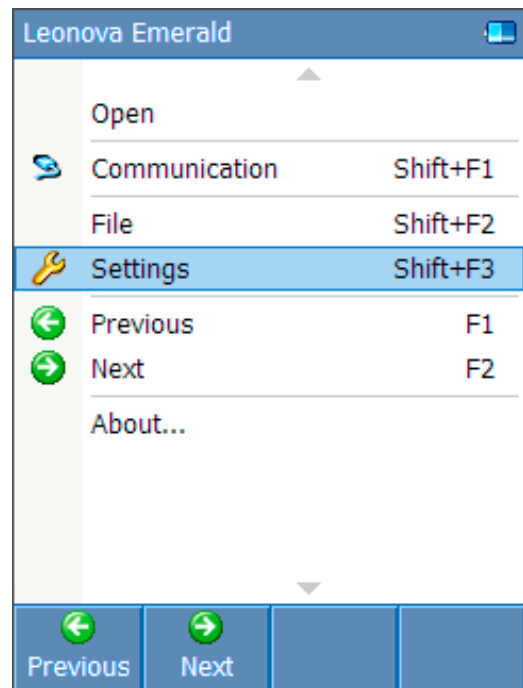 Leonova Emerald
Open
Communication Shift+F1
File Shift+F2
Settings Shift+F3
Previous F1
Next F2
About...
Previous Next